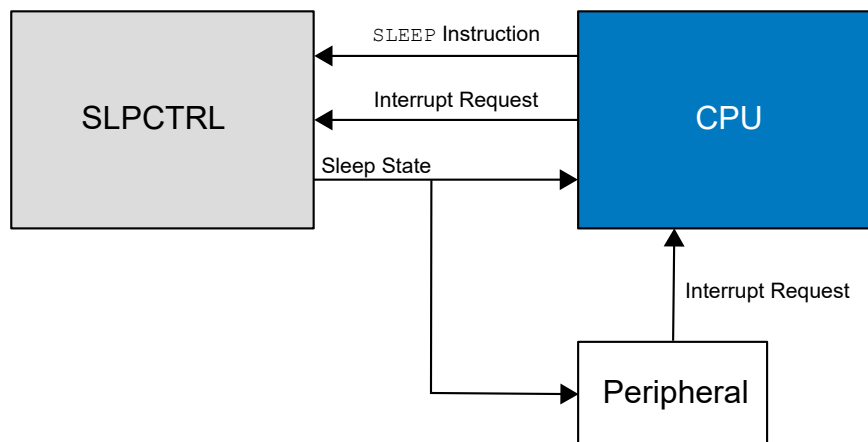 SLEEP Instruction
SLPCTRL
Interrupt Request
CPU
Sleep State
Interrupt Request
Peripheral